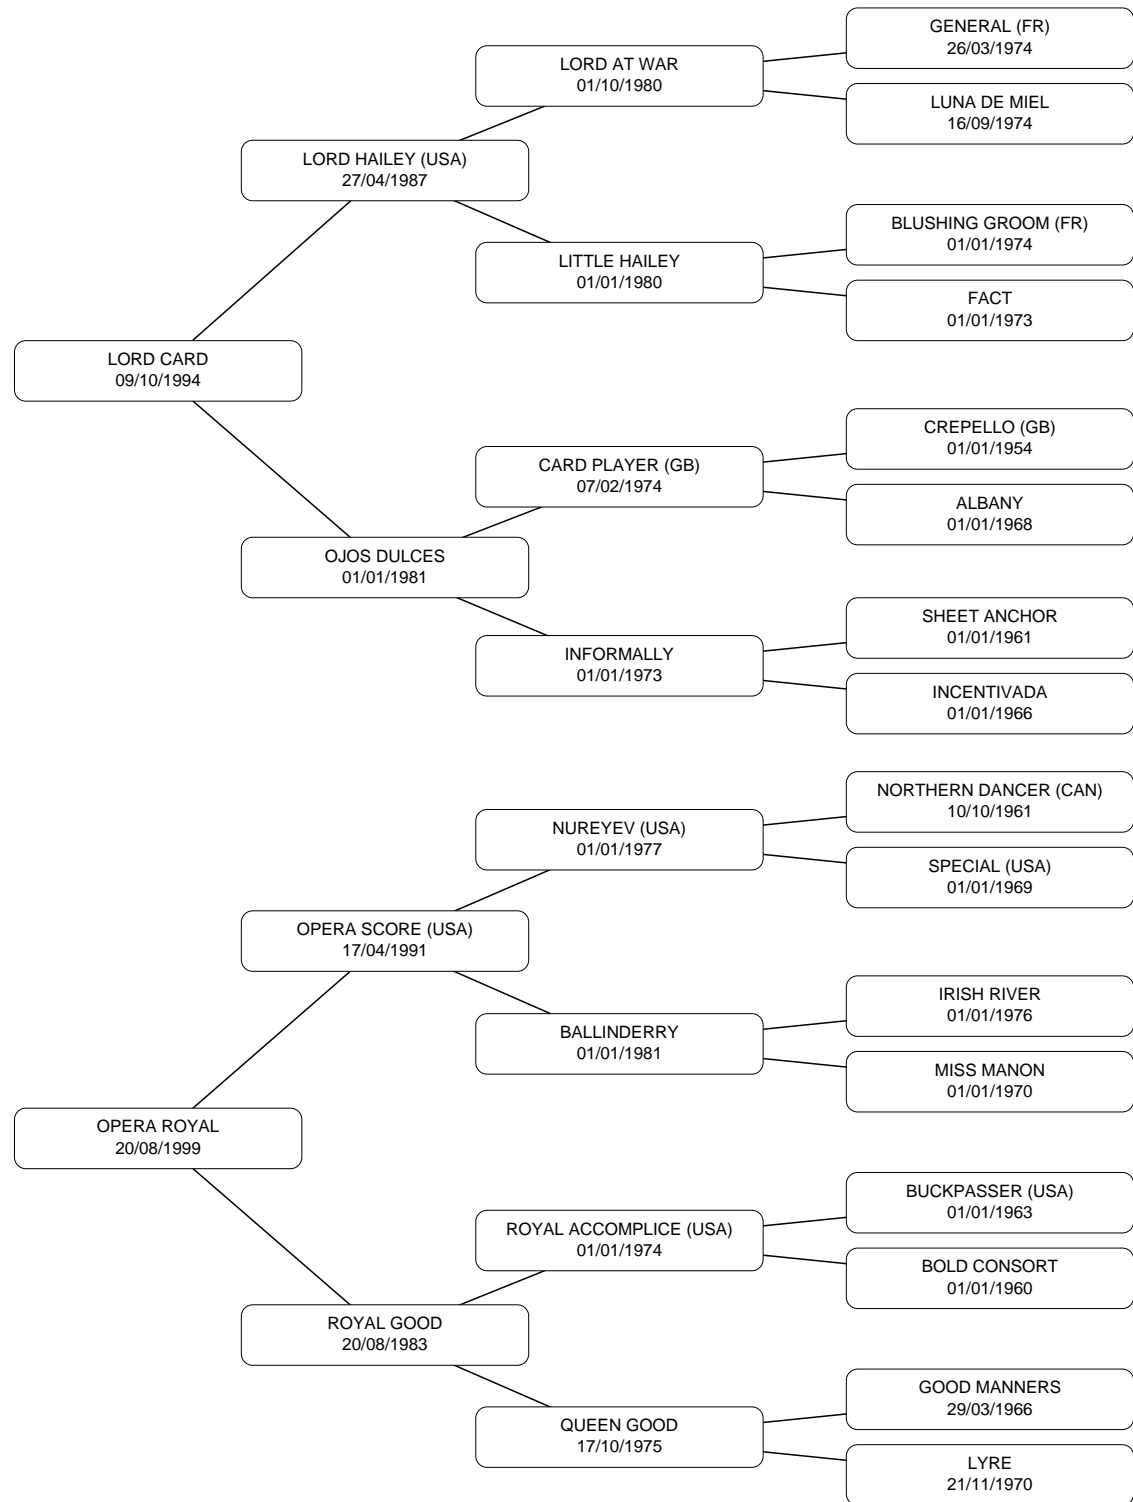 GENERAL (FR)
26/03/1974
LORD AT WAR
01/10/1980
LUNA DE MIEL
16/09/1974
LORD HAILEY (USA)
27/04/1987
BLUSHING GROOM (FR)
01/01/1974
LITTLE HAILEY
01/01/1980
FACT
01/01/1973
LORD CARD
09/10/1994
CREPELLO (GB)
01/01/1954
CARD PLAYER (GB)
07/02/1974
ALBANY
01/01/1968
OJOS DULCES
01/01/1981
SHEET ANCHOR
01/01/1961
INFORMALLY
01/01/1973
INCENTIVADA
01/01/1966
NORTHERN DANCER (CAN)
10/10/1961
NUREYEV (USA)
01/01/1977
SPECIAL (USA)
01/01/1969
OPERA SCORE (USA)
17/04/1991
IRISH RIVER
01/01/1976
BALLINDERRY
01/01/1981
MISS MANON
01/01/1970
OPERA ROYAL
20/08/1999
BUCKPASSER (USA)
01/01/1963
ROYAL ACCOMPLICE (USA)
01/01/1974
BOLD CONSORT
01/01/1960
ROYAL GOOD
20/08/1983
GOOD MANNERS
29/03/1966
QUEEN GOOD
17/10/1975
LYRE
21/11/1970